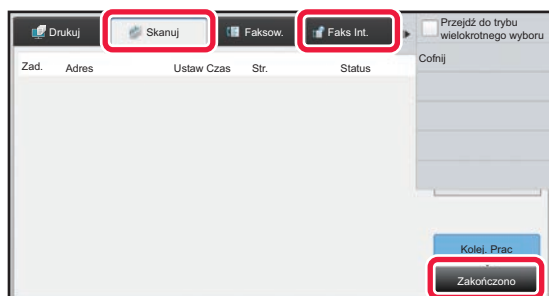 Drukuj Skanuj Faksow. Faks Int. Przejdź do trybu
wielokrotnego wyboru
Zad. Adres Ustaw Czas Str. Status Cofnij
Kolej. Prac
Zakończono